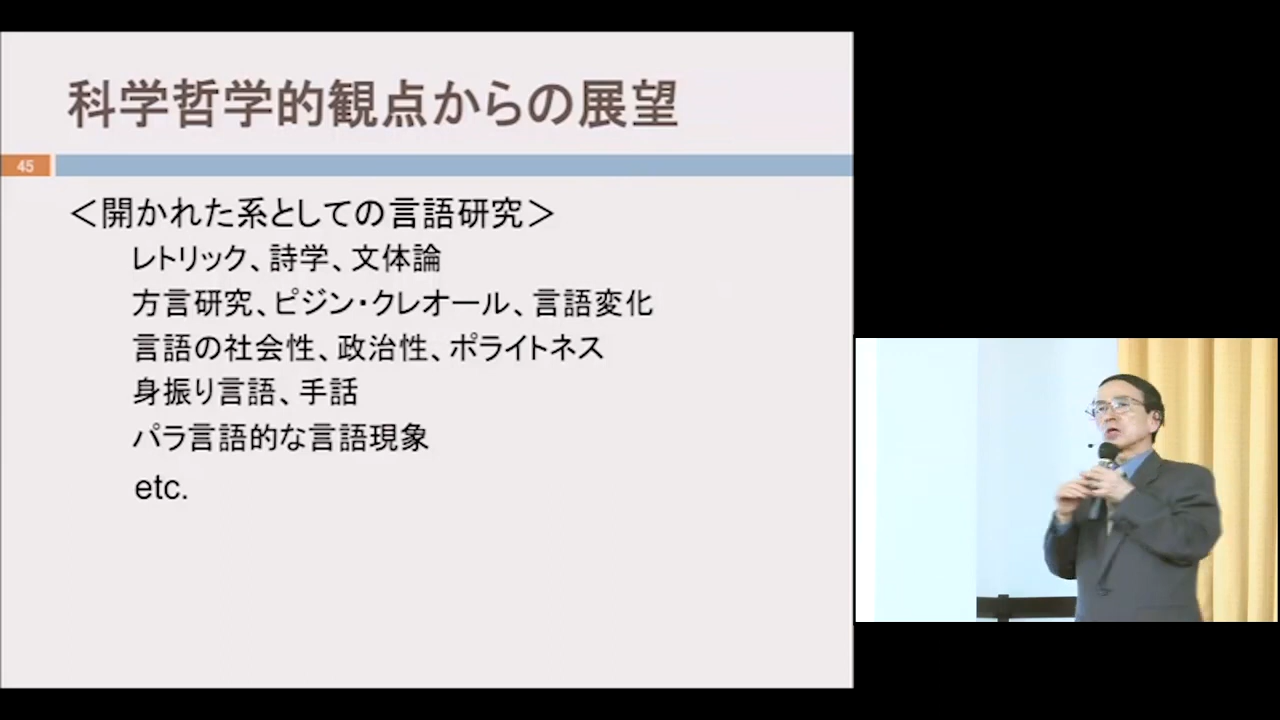 科学哲学的観点からの展望
45
＜開かれた系としての言語研究＞
レトリック、詩学、文体論
方言研究、ピジン・クレオール、言語変化
言語の社会性、政治性、ポライトネス
身振り言語、手話
パラ言語的な言語現象
etc.